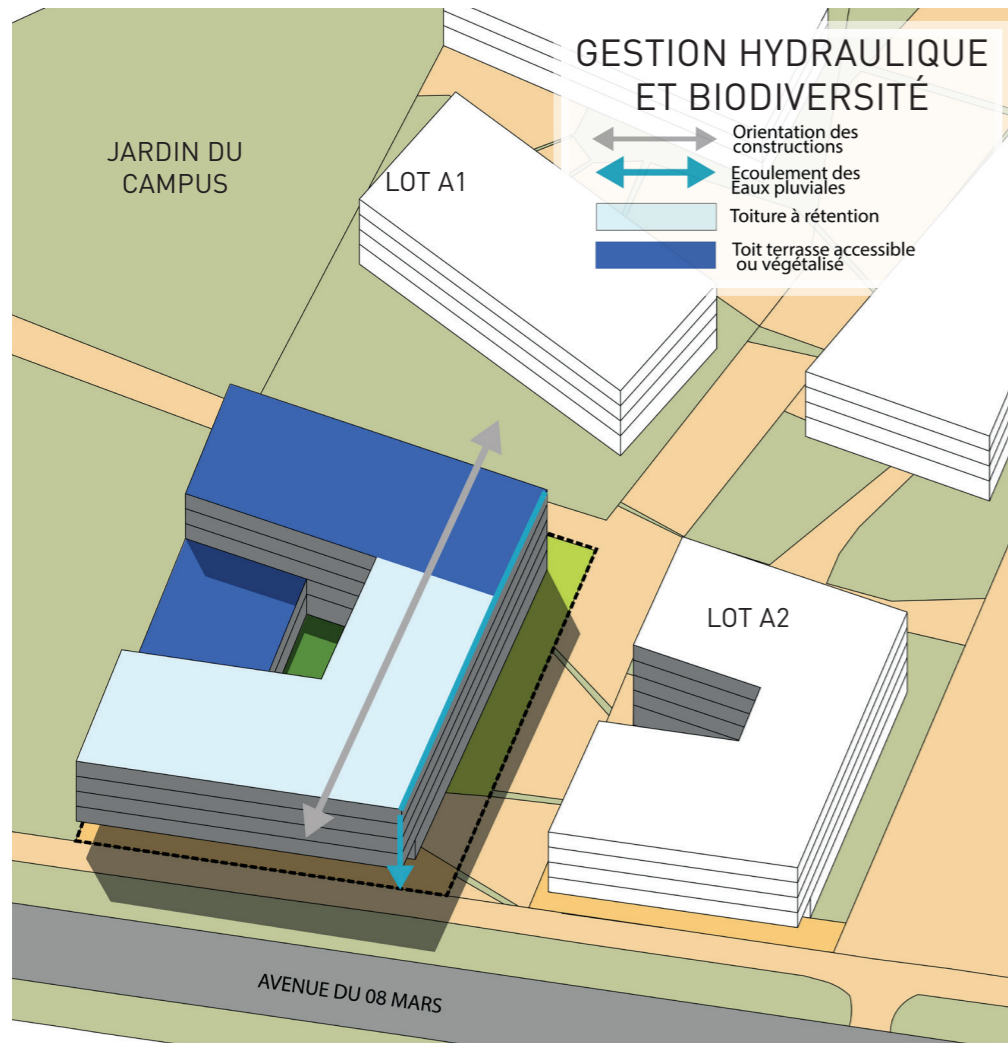 GESTION HYDRAULIQUE
ET BIODIVERSITÉ
Orientation des
constructions
Ecoulement des
Eaux pluviales
Toiture à rétention
Toit terrasse accessible
ou végétalisé
JARDIN DU
CAMPUS
LOT A1
LOT A2
AVENUE DU 08 MARS